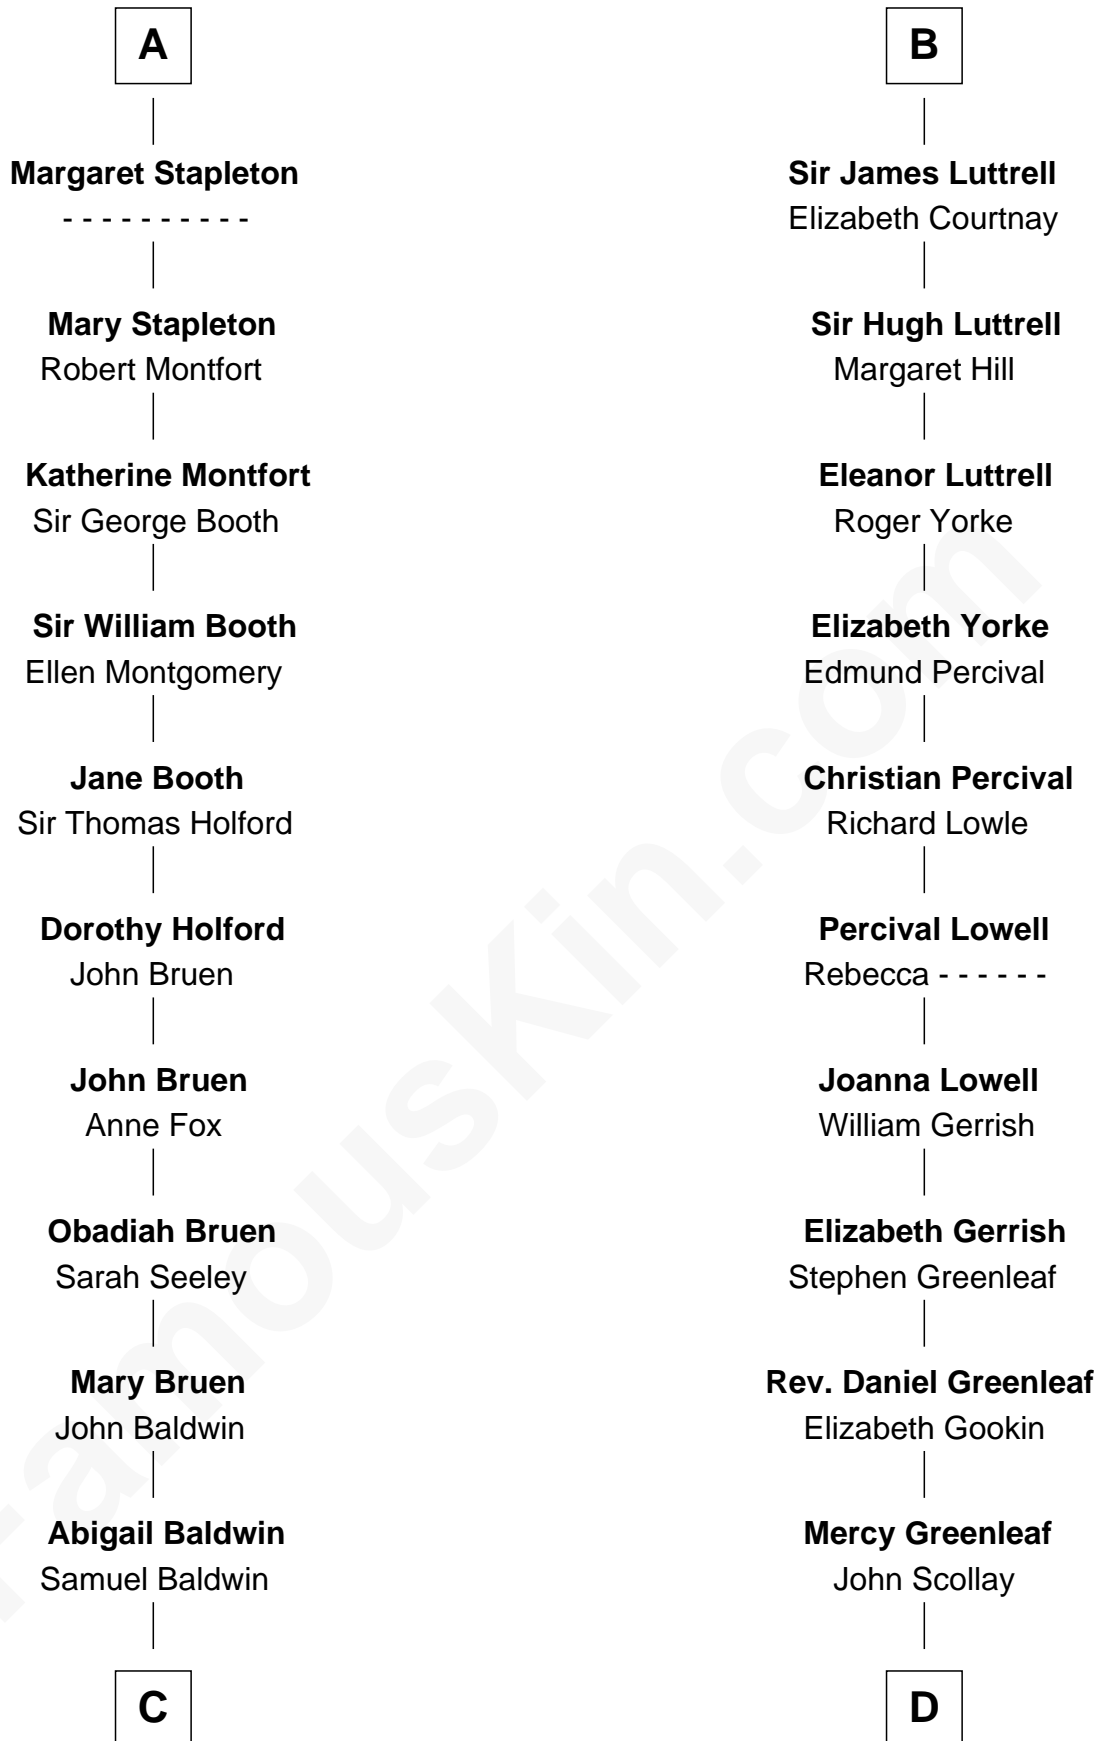 A
Margaret Stapleton
- - - - - - - - - -
Mary Stapleton
Robert Montfort
Katherine Montfort
Sir George Booth
Sir William Booth
Ellen Montgomery
Jane Booth
Sir Thomas Holford
Dorothy Holford
John Bruen
John Bruen
Anne Fox
Obadiah Bruen
Sarah Seeley
Mary Bruen
John Baldwin
Abigail Baldwin
Samuel Baldwin
C
B
Sir James Luttrell
Elizabeth Courtnay
Sir Hugh Luttrell
Margaret Hill
Eleanor Luttrell
Roger Yorke
Elizabeth Yorke
Edmund Percival
Christian Percival
Richard Lowle
Percival Lowell
Rebecca - - - - - -
Joanna Lowell
William Gerrish
Elizabeth Gerrish
Stephen Greenleaf
Rev. Daniel Greenleaf
Elizabeth Gookin
Mercy Greenleaf
John Scollay
D
FamousKin.com